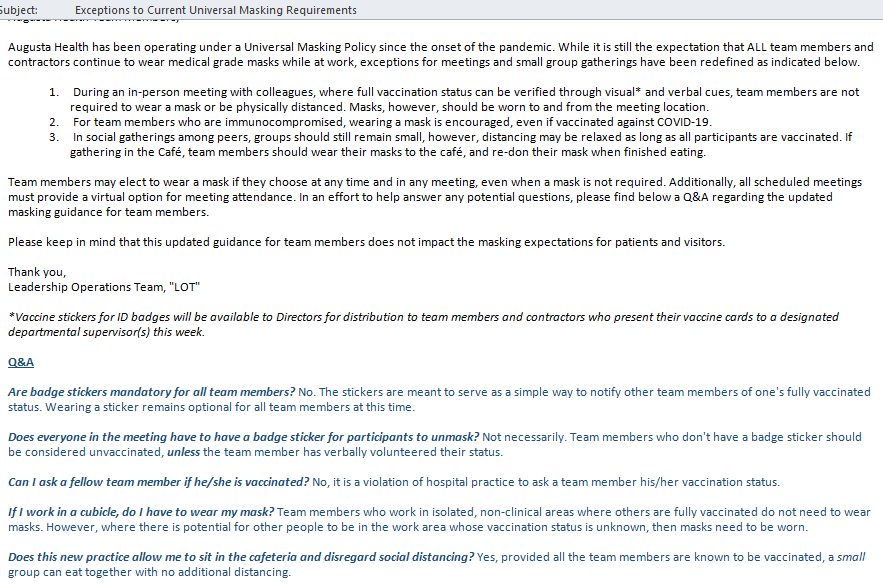 Subject: Exceptions to Current Universal Masking Requirements
Augusta Health has been operating under a Universal Masking Policy since the onset of the pandemic. While it is still the expectation that ALL team members and
contractors continue to wear medical grade masks while at work, exceptions for meetings and small group gatherings have been redefined as indicated below.
1. During an in-person meeting with colleagues, where full vaccination status can be verified through visual* and verbal cues, team members are not
required to wear a mask or be physically distanced. Masks, however, should be worn to and from the meeting location.
2. For team members who are immunocompromised, wearing a mask is encouraged, even if vaccinated against COVID-19.
3. In social gatherings among peers, groups should still remain small, however, distancing may be relaxed as long as all participants are vaccinated. If
gathering in the Café, team members should wear their masks to the café, and re-don their mask when finished eating.
Team members may elect to wear a mask if they choose at any time and in any meeting, even when a mask is not required. Additionally, all scheduled meetings
must provide a virtual option for meeting attendance. In an effort to help answer any potential questions, please find below a Q&A regarding the updated
masking guidance for team members.
Please keep in mind that this updated guidance for team members does not impact the masking expectations for patients and visitors.
Thank you,
Leadership Operations Team, "LOT"
*Vaccine stickers for ID badges will be available to Directors for distribution to team members and contractors who present their vaccine cards to a designated
departmental supervisor(s) this week.
Q&A
Are badge stickers mandatory for all team members? No. The stickers are meant to serve as a simple way to notify other team members of one's fully vaccinated
status. Wearing a sticker remains optional for all team members at this time.
Does everyone in the meeting have to have a badge sticker for participants to unmask? Not necessarily. Team members who don't have a badge sticker should
be considered unvaccinated, unless the team member has verbally volunteered their status.
Can I ask a fellow team member if he/she is vaccinated? No, it is a violation of hospital practice to ask a team member his/her vaccination status.
If I work in a cubicle, do I have to wear my mask? Team members who work in isolated, non-clinical areas where others are fully vaccinated do not need to wear
masks. However, where there is potential for other people to be in the work area whose vaccination status is unknown, then masks need to be worn.
Does this new practice allow me to sit in the cafeteria and disregard social distancing? Yes, provided all the team members are known to be vaccinated, a small
group can eat together with no additional distancing.